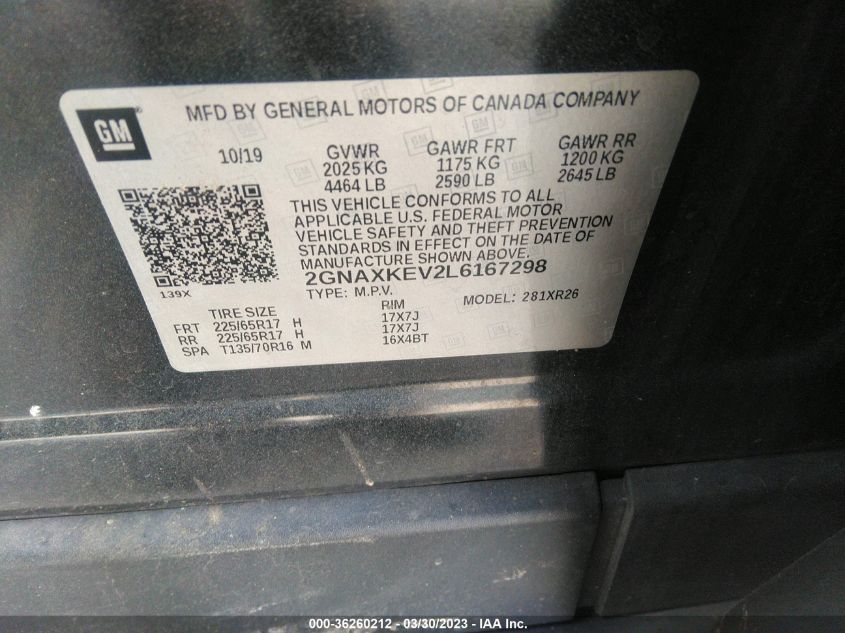 GM
MFD BY GENERAL MOTORS OF CANADA COMPANY
10/19 GVWR GAWR FRT GAWR RR
2025 KG 1175 KG 1200 KG
4464 LB 2590 LB 2645 LB
THIS VEHICLE CONFORMS TO ALL
APPLICABLE U.S. FEDERAL MOTOR
VEHICLE SAFETY AND THEFT PREVENTION
STANDARDS IN EFFECT ON THE DATE OF
MANUFACTURE SHOWN ABOVE.
2GNAXKEV2L6167298
139X TYPE: M.P.V. MODEL: 281XR26
TIRE SIZE RIM
FRT 225/65R17 H 17X7J
RR 225/65R17 H 17X7J
SPA T135/70R16 M 16X4BT
000-36260212 - 03/30/2023 - IAA Inc.